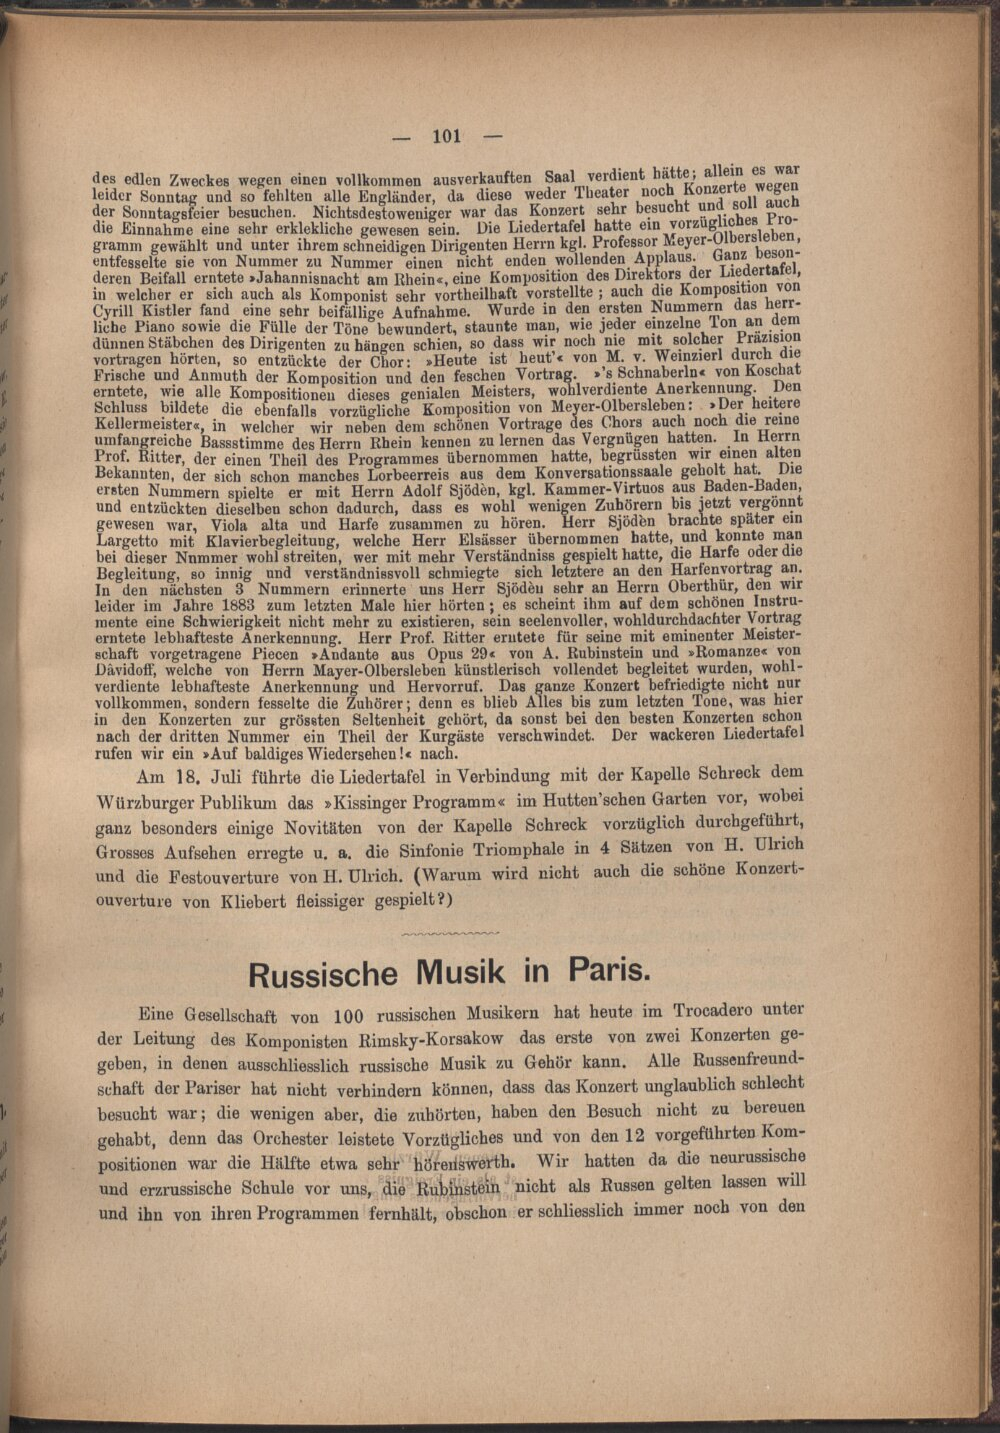 — 101 —
des edlen Zweckes wegen einen vollkommen ausverkauften Saal verdient hätte; allein es war
leider Sonntag und so fehlten alle Engländer, da diese weder Theater noch Konzerte wegen
der Sonntagsfeier besuchen. Nichtsdestoweniger war das Konzert sehr besucht und soll auch
die Einnahme eine sehr erklekliche gewesen sein. Die Liedertafel hatte ein vorzügliches Pro-
gramm gewählt und unter ihrem schneidigen Dirigenten Herrn kgl. Professor Meyer-Olbersleben,
entfesselte sie von Nummer zu Nummer einen nicht enden wollenden Applaus. Ganz beson-
deren Beifall erntete »Jahannisnacht am Rhein«, eine Komposition des Direktors der Liedertafel,
in welcher er sich auch als Komponist sehr vortheilhaft vorstellte ; auch die Komposition von
Cyrill Kistler fand eine sehr beifällige Aufnahme. Wurde in den ersten Nummern das herr-
liche Piano sowie die Fülle der Töne bewundert, staunte man, wie jeder einzelne Ton an dem
dünnen Stäbchen des Dirigenten zu hängen schien, so dass wir noch nie mit solcher Präzision
vortragen hörten, so entzückte der Chor: »Heute ist heut'« von M. v. Weinzierl durch die
Frische und Anmuth der Komposition und den feschen Vortrag. »'s Schnaberln« von Koschat
erntete, wie alle Kompositionen dieses genialen Meisters, wohlverdiente Anerkennung. Den
Schluss bildete die ebenfalls vorzügliche Komposition von Meyer-Olbersleben: »Der heitere
Kellermeister«, in welcher wir neben dem schönen Vortrage des Chors auch noch die reine
umfangreiche Bassstimme des Herrn Rhein kennen zu lernen das Vergnügen hatten. In Herrn
Prof. Ritter, der einen Theil des Programmes übernommen hatte, begrüssten wir einen alten
Bekannten, der sich schon manches Lorbeerreis aus dem Konversationssaale geholt hat. Die
ersten Nummern spielte er mit Herrn Adolf Sjödèn, kgl. Kammer-Virtuos aus Baden-Baden,
und entzückten dieselben schon dadurch, dass es wohl wenigen Zuhörern bis jetzt vergönnt
gewesen war, Viola alta und Harfe zusammen zu hören. Herr Sjödèn brachte später ein
Largetto mit Klavierbegleitung, welche Herr Elsässer übernommen hatte, und konnte man
bei dieser Nnmmer wohl streiten, wer mit mehr Verständniss gespielt hatte, die Harfe oder die
Begleitung, so innig und verständnissvoll schmiegte sich letztere an den Harfenvortrag an.
In den nächsten 3 Nummern erinnerte uns Herr Sjödèu sehr an Herrn Oberthür, den wir
leider im Jahre 1883 zum letzten Male hier hörten; es scheint ihm auf dem schönen Instru-
mente eine Schwierigkeit nicht mehr zu existieren, sein seelenvoller, wohldurchdachter Vortrag
erntete lebhafteste Anerkennung. Herr Prof. Ritter erutete für seine mit eminenter Meister-
schaft vorgetragene Piecen »Andante aus Opus 29« von A. Rubinstein und »Romanze« von
Dàvidoff, welche von Herrn Mayer-Olbersleben künstlerisch vollendet begleitet wurden, wohl-
verdiente lebhafteste Anerkennung und Hervorruf. Das ganze Konzert befriedigte nicht nur
vollkommen, sondern fesselte die Zuhörer; denn es blieb Alles bis zum letzten Tone, was hier
in den Konzerten zur grössten Seltenheit gehört, da sonst bei den besten Konzerten schon
nach der dritten Nummer ein Theil der Kurgäste verschwindet. Der wackeren Liedertafel
rufen wir ein »Auf baldiges Wiedersehen!« nach.
Am 18. Juli führte die Liedertafel in Verbindung mit der Kapelle Schreck dem
Würzburger Publikum das »Kissinger Programm« im Hutten'schen Garten vor, wobei
ganz besonders einige Novitäten von der Kapelle Schreck vorzüglich durchgeführt,
Grosses Aufsehen erregte u. a. die Sinfonie Triomphale in 4 Sätzen von H. Ulrich
und die Festouverture von H. Ulrich. (Warum wird nicht auch die schöne Konzert-
ouverture von Kliebert fleissiger gespielt?)
Russische Musik in Paris.
Eine Gesellschaft von 100 russischen Musikern hat heute im Trocadero unter
der Leitung des Komponisten Rimsky-Korsakow das erste von zwei Konzerten ge-
geben, in denen ausschliesslich russische Musik zu Gehör kann. Alle Russenfreund-
schaft der Pariser hat nicht verhindern können, dass das Konzert unglaublich schlecht
besucht war; die wenigen aber, die zuhörten, haben den Besuch nicht zu bereuen
gehabt, denn das Orchester leistete Vorzügliches und von den 12 vorgeführten Kom-
positionen war die Hälfte etwa sehr hörenswerth. Wir hatten da die neurussische
und erzrussische Schule vor uns, die Rubinstein nicht als Russen gelten lassen will
und ihn von ihren Programmen fernhält, obschon er schliesslich immer noch von den